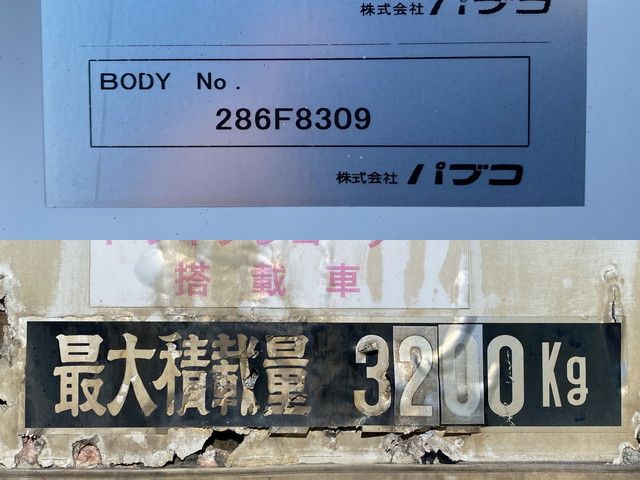 株式会社 パブコ
BODY No.
286F8309
株式会社 パブコ
搭載車
最大積載量 3200Kg